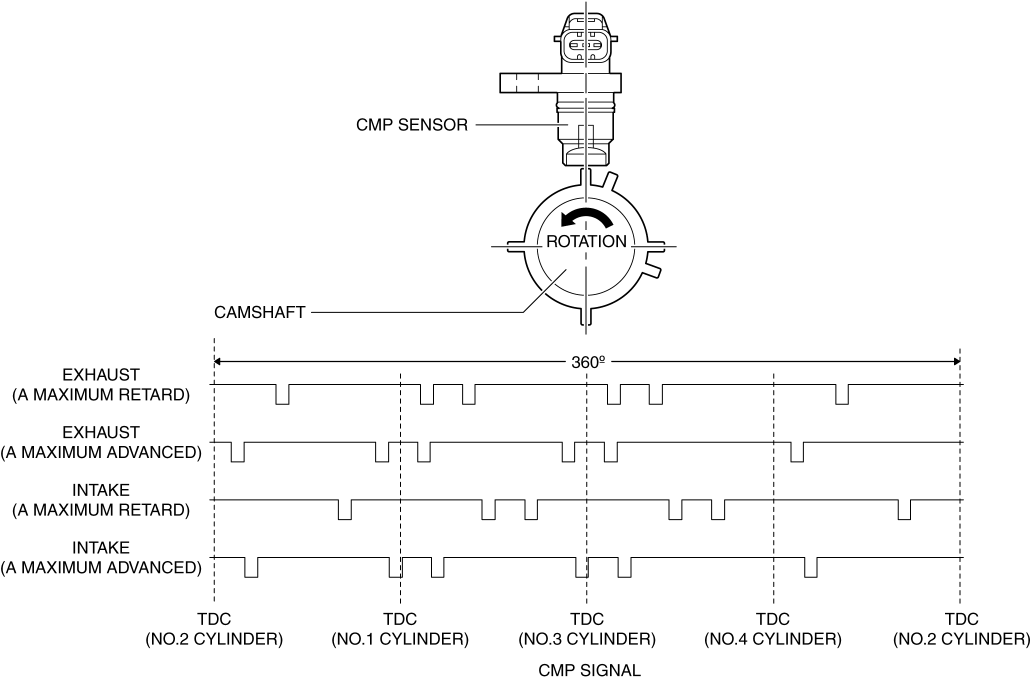 CMP SENSOR
ROTATION
CAMSHAFT
360º
EXHAUST
(A MAXIMUM RETARD)
EXHAUST
(A MAXIMUM ADVANCED)
INTAKE
(A MAXIMUM RETARD)
INTAKE
(A MAXIMUM ADVANCED)
TDC
(NO.2 CYLINDER)
TDC
(NO.1 CYLINDER)
TDC
(NO.3 CYLINDER)
TDC
(NO.4 CYLINDER)
TDC
(NO.2 CYLINDER)
CMP SIGNAL